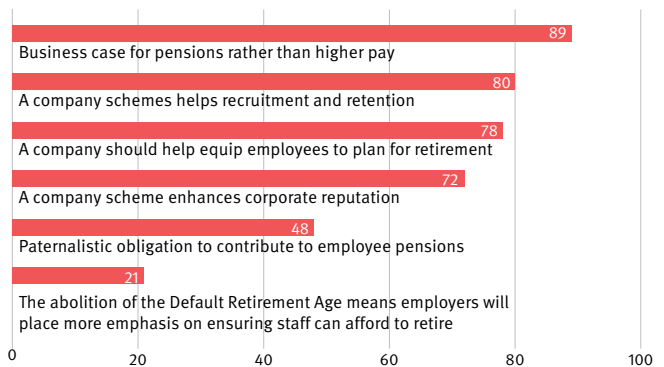 89
Business case for pensions rather than higher pay
80
A company schemes helps recruitment and retention
78
A company should help equip employees to plan for retirement
72
A company scheme enhances corporate reputation
48
Paternalistic obligation to contribute to employee pensions
21
The abolition of the Default Retirement Age means employers will
place more emphasis on ensuring staff can afford to retire
0 20 40 60 80 100